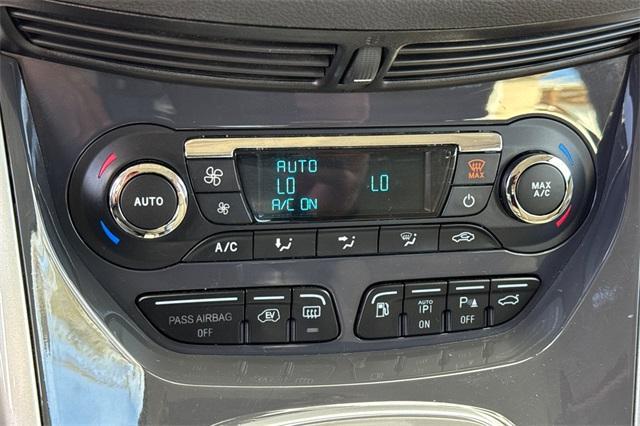 AUTO
LO LO
A/C ON
MAX
AUTO
MAX
A/C
A/C
PASS AIRBAG
OFF
EV
AUTO
(P)
ON
P
OFF